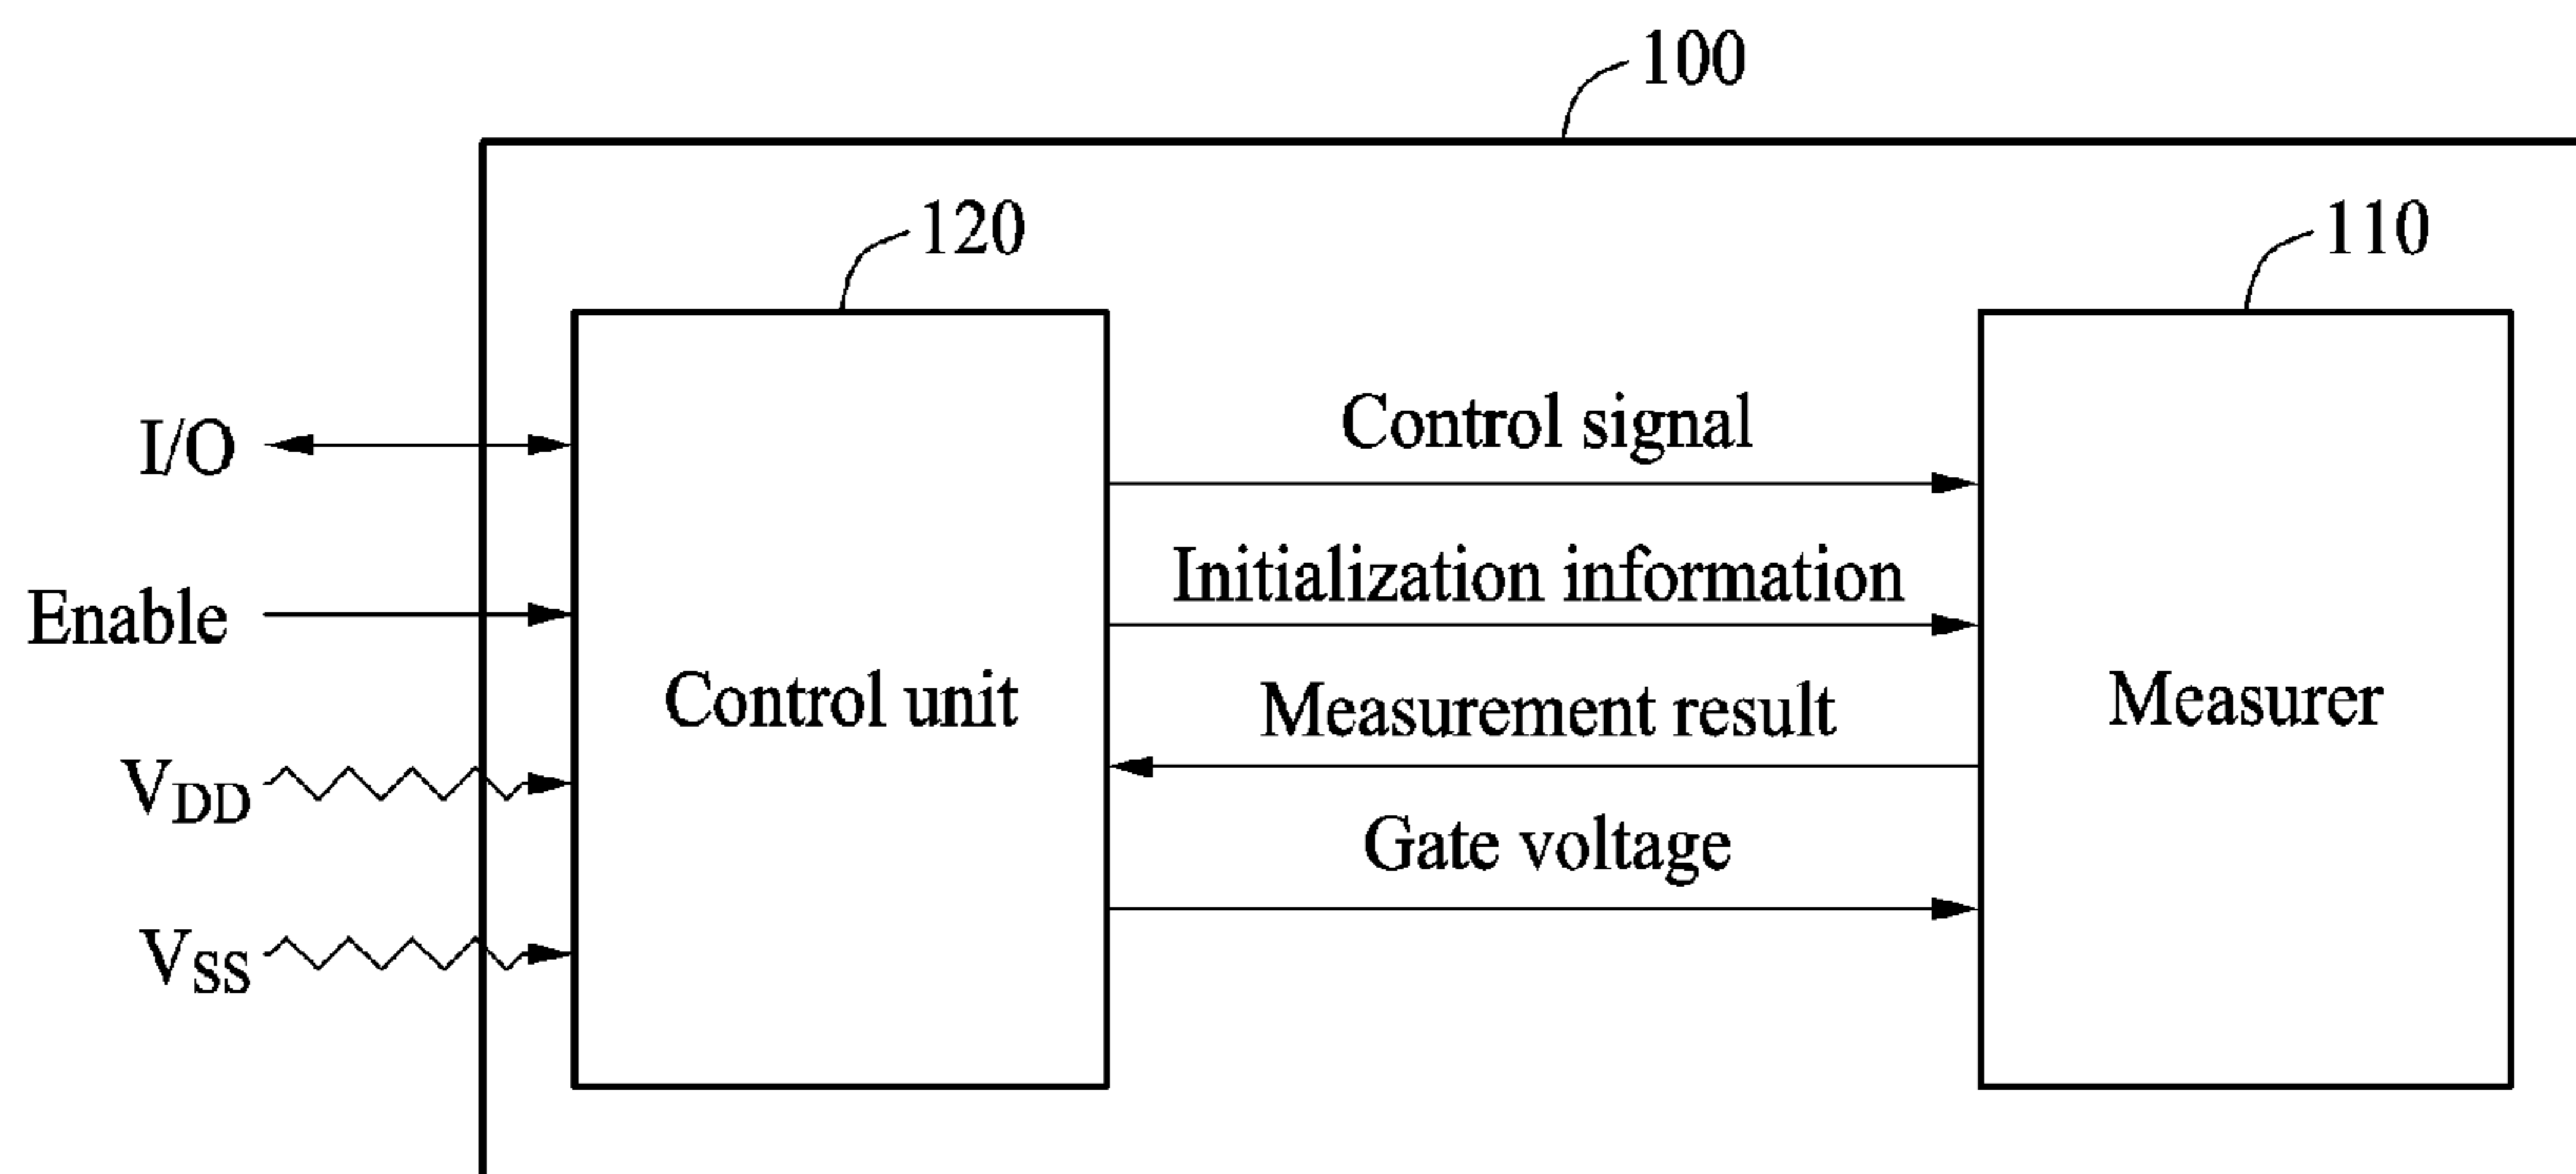 100
120
110
I/O
Enable
VDD
VSS
Control unit
Control signal
Initialization information
Measurement result
Gate voltage
Measurer